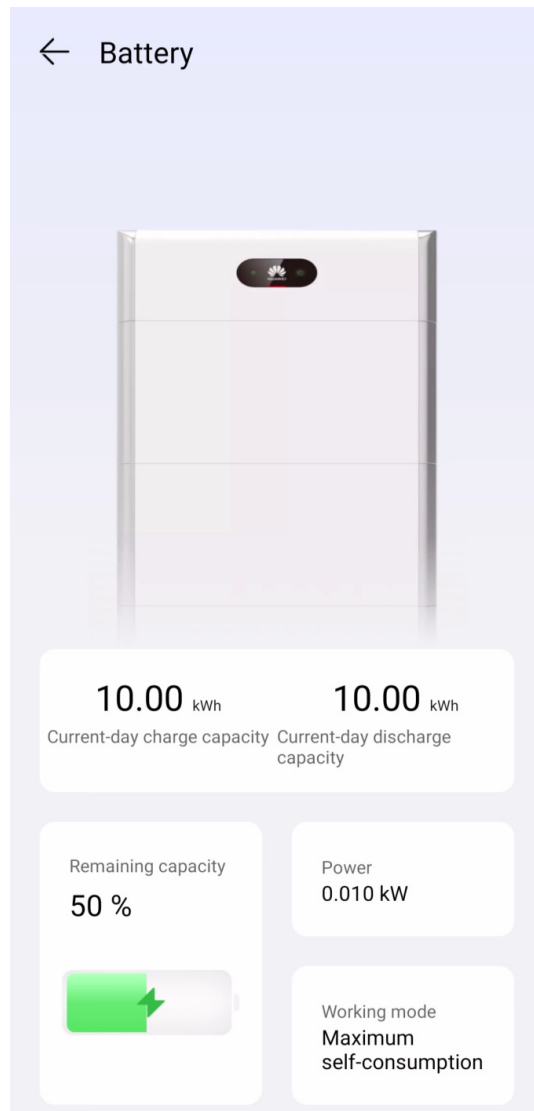 Battery
10.00 kWh
Current-day charge capacity
10.00 kWh
Current-day discharge
capacity
Remaining capacity
50 %
Power
0.010 kW
Working mode
Maximum
self-consumption